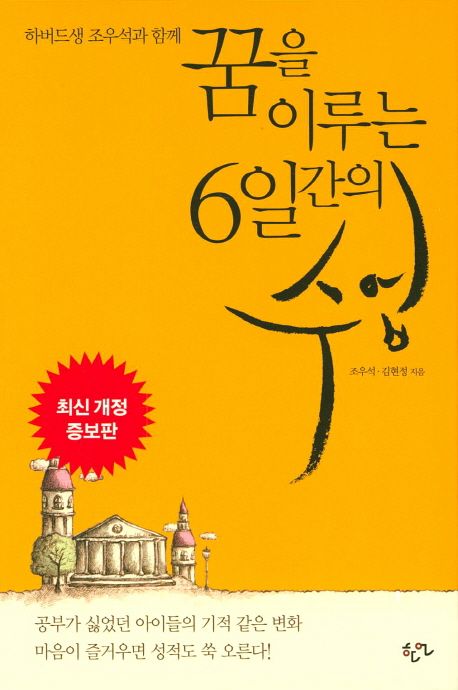 하버드생 조우석과 함께
꿈을
이루는
6일간의
수업
조우석·김현정 지음
최신 개정
증보판
공부가 싫었던 아이들의 기적 같은 변화
마음이 즐거우면 성적도 쑥 오른다!
한언